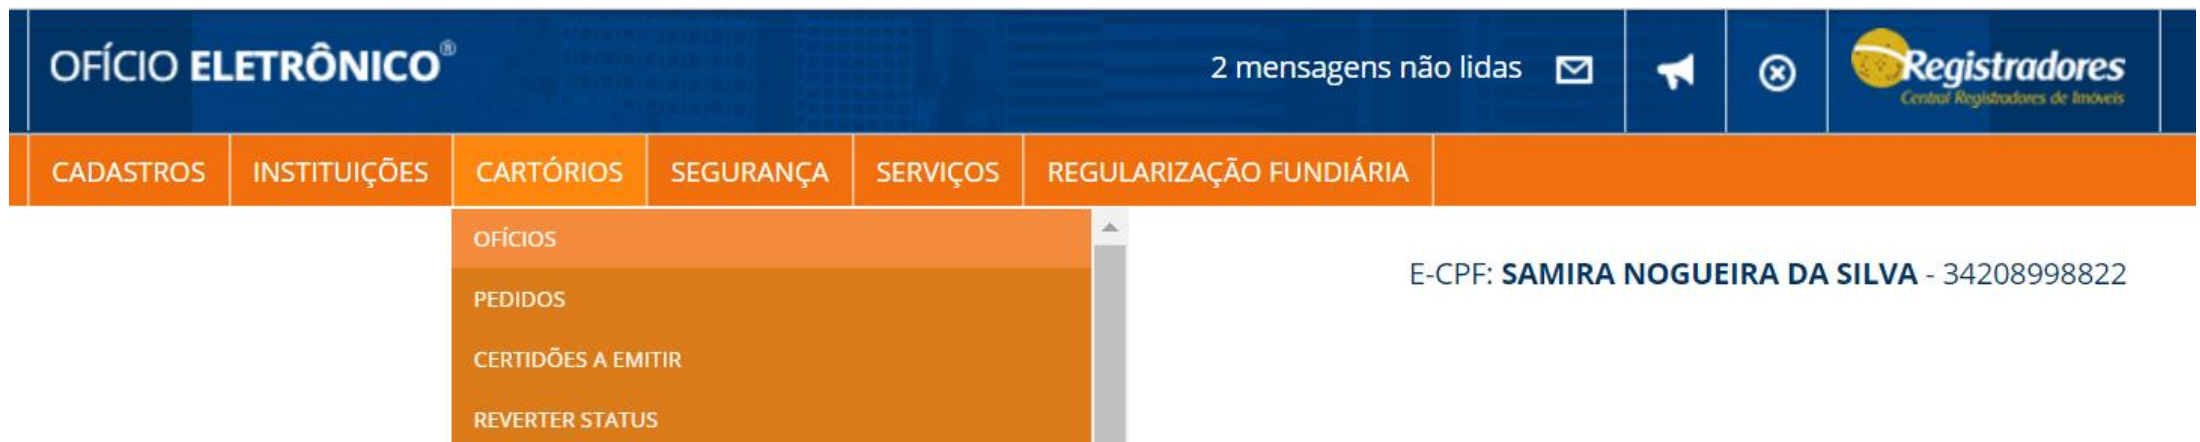 OFÍCIO ELETRÔNICO®
2 mensagens não lidas
Registradores
Central Registradores de Imóveis
CADASTROS INSTITUIÇÕES CARTÓRIOS SEGURANÇA SERVIÇOS REGULARIZAÇÃO FUNDIÁRIA
OFÍCIOS
E-CPF: SAMIRA NOGUEIRA DA SILVA - 34208998822
PEDIDOS
CERTIDÕES A EMITIR
REVERTER STATUS